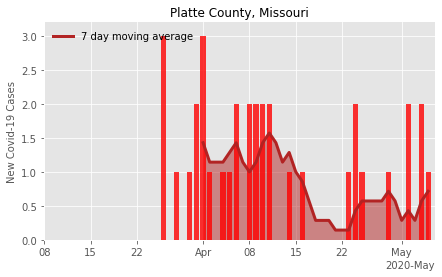 Platte County, Missouri
7 day moving average
New Covid-19 Cases
3.0
2.5
2.0
1.5
1.0
0.5
0.0
08 15 22 Apr 08 15 22 May
2020-May